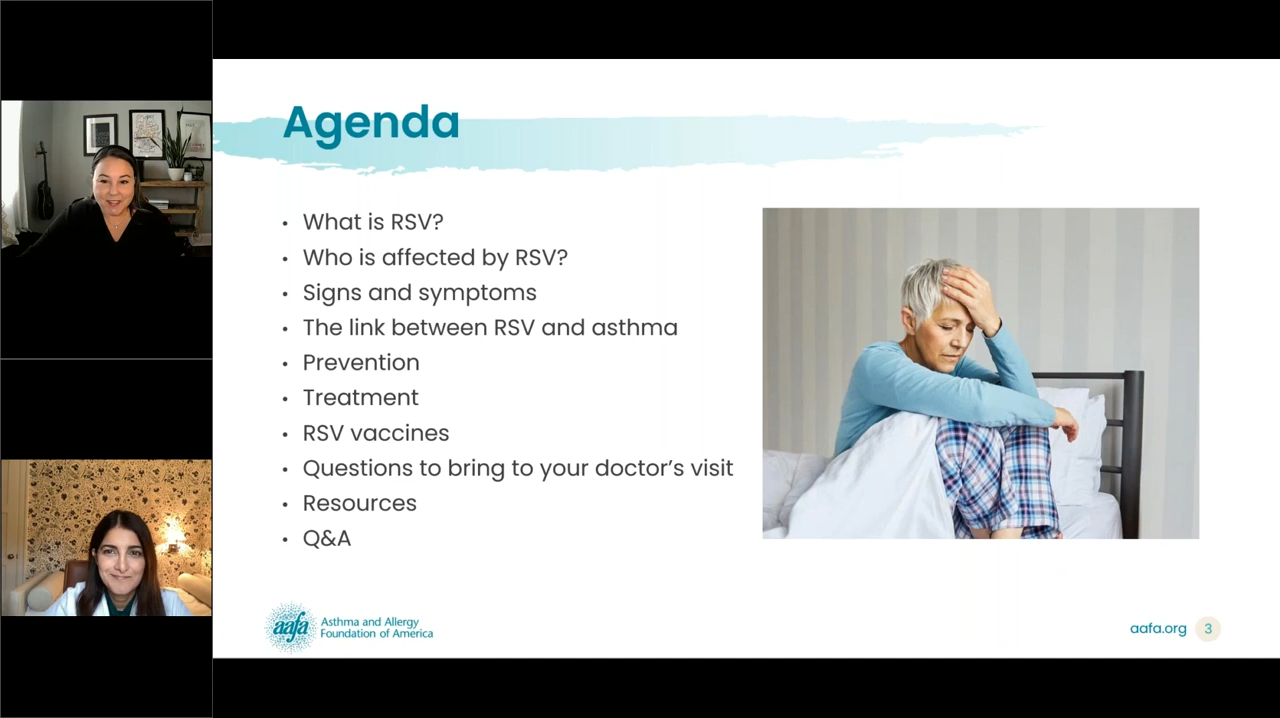 Agenda
• What is RSV?
• Who is affected by RSV?
• Signs and symptoms
• The link between RSV and asthma
• Prevention
• Treatment
• RSV vaccines
• Questions to bring to your doctor’s visit
• Resources
• Q&A
aafa
Asthma and Allergy
Foundation of America
aafa.org 3